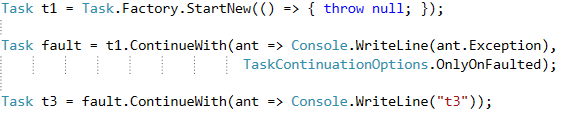 Task t1 = Task.Factory.StartNew(() => { throw null; });
Task fault = t1.ContinueWith(ant => Console.WriteLine(ant.Exception),
TaskContinuationOptions.OnlyOnFaulted);
Task t3 = fault.ContinueWith(ant => Console.WriteLine("t3"));